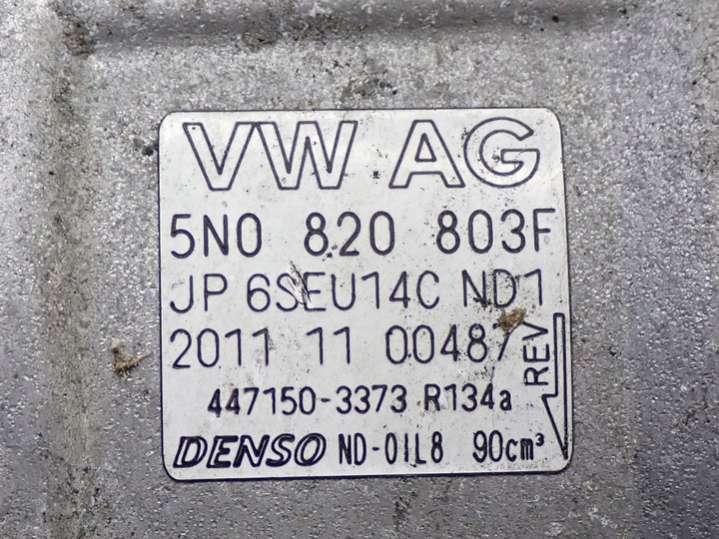 VW AG
5N0 820 803F
JP 6SEU14C ND1
2011 11 00487
REV
447150-3373 R134a
DENSO ND-OIL8 90cm³